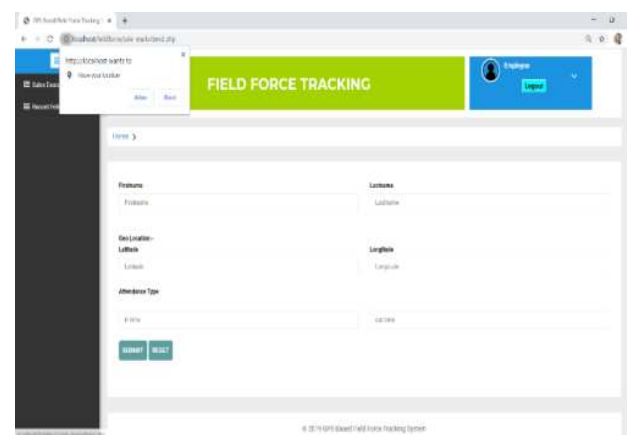 GPS Based Field Force Tracking
http://localhost wants to
Know your location
Allow Block
FIELD FORCE TRACKING
Employee
Logout
Home
Firstname Lastname
Firstname Lastname
Geo Location:-
Latitude Longitude
Latitude Longitude
Attendance Type
SUBMIT RESET
GPS Based Field Force Tracking System